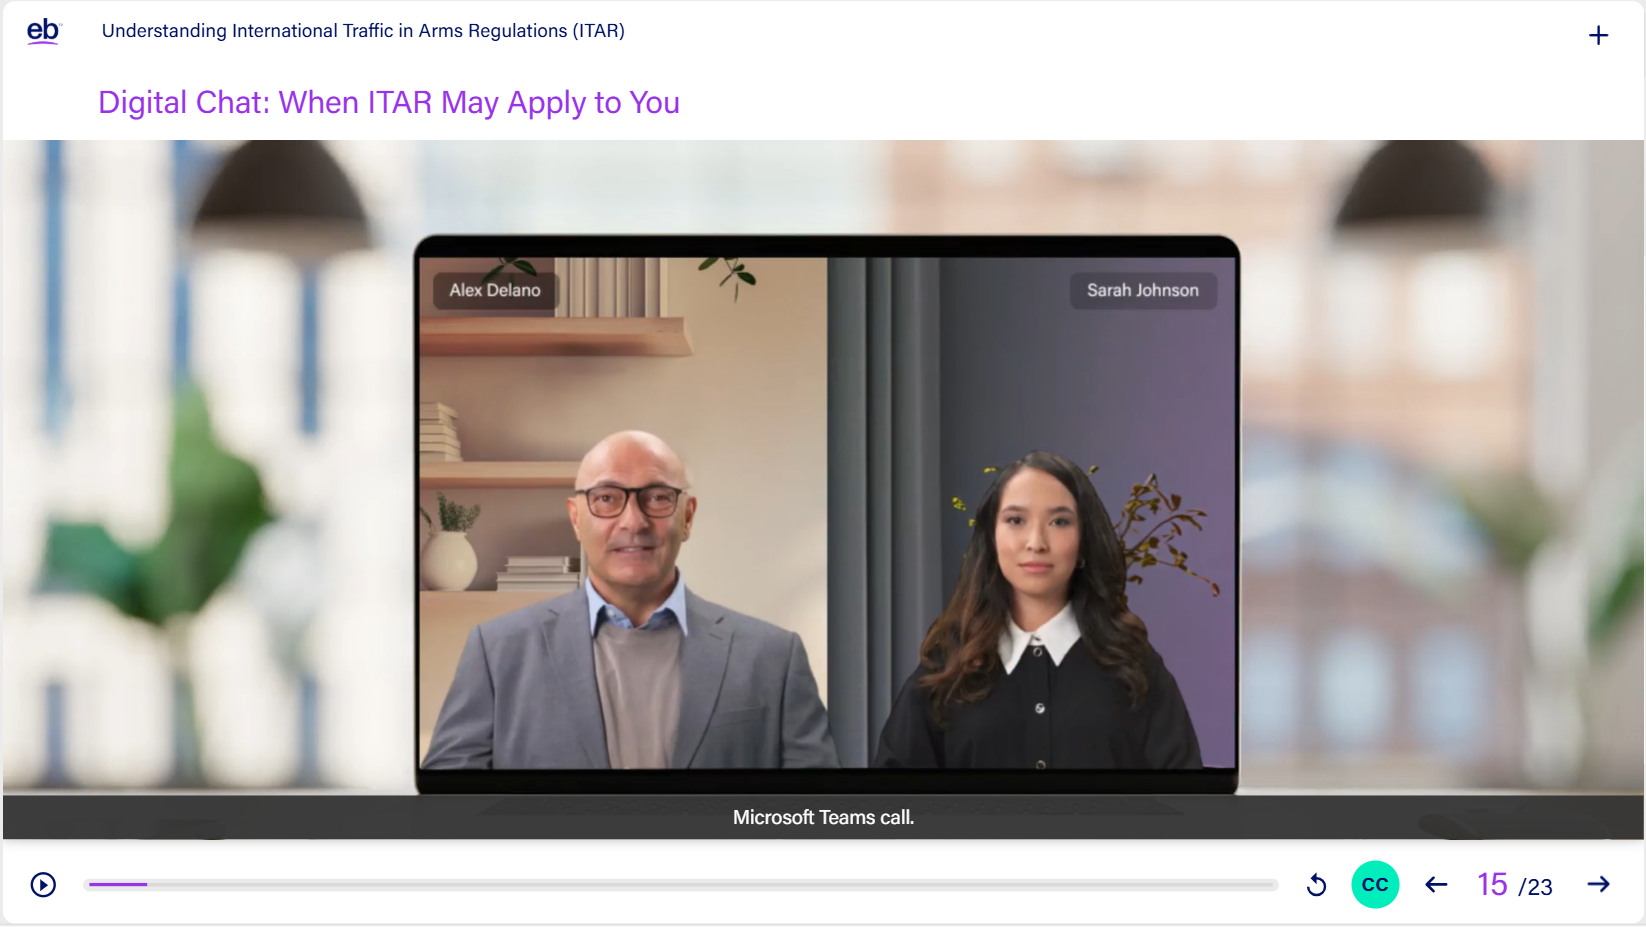 eb
Understanding International Traffic in Arms Regulations (ITAR)
Digital Chat: When ITAR May Apply to You
Alex Delano
Sarah Johnson
Microsoft Teams call.
CC
15 /23